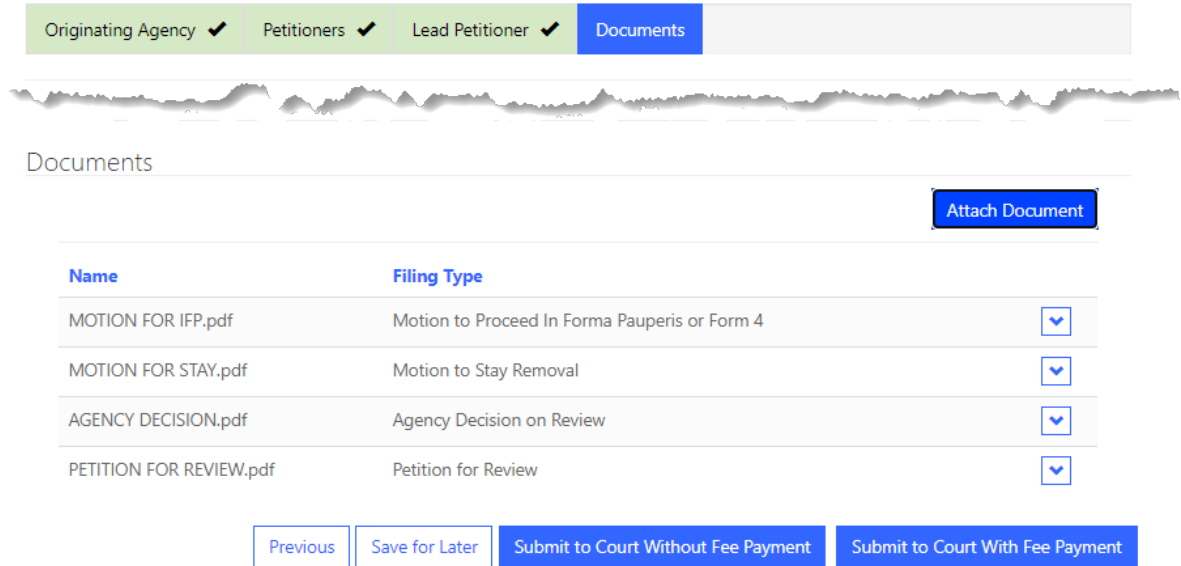 Originating Agency Petitioners Lead Petitioner Documents
Documents
Attach Document
Name Filing Type
MOTION FOR IFP.pdf Motion to Proceed In Forma Pauperis or Form 4
MOTION FOR STAY.pdf Motion to Stay Removal
AGENCY DECISION.pdf Agency Decision on Review
PETITION FOR REVIEW.pdf Petition for Review
Previous Save for Later Submit to Court Without Fee Payment Submit to Court With Fee Payment